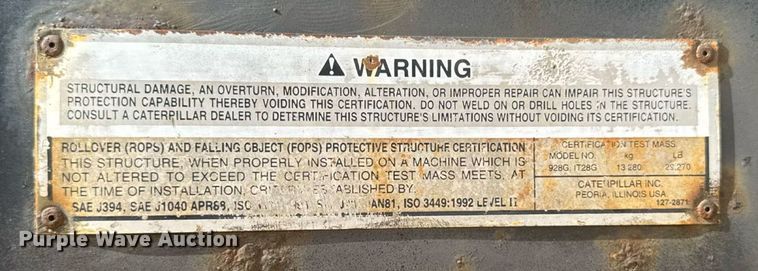 WARNING
STRUCTURAL DAMAGE, AN OVERTURN, MODIFICATION, ALTERATION, OR IMPROPER REPAIR CAN IMPAIR THIS STRUCTURE'S
PROTECTION CAPABILITY THEREBY VOIDING THIS CERTIFICATION. DO NOT WELD ON OR DRILL HOLES IN THE STRUCTURE.
CONSULT A CATERPILLAR DEALER TO DETERMINE THIS STRUCTURE'S LIMITATIONS WITHOUT VOIDING ITS CERTIFICATION.
ROLLOVER (ROPS) AND FALLING OBJECT (FOPS) PROTECTIVE STRUCTURE CERTIFICATION
THIS STRUCTURE, WHEN PROPERLY INSTALLED ON A MACHINE WHICH IS
NOT ALTERED TO EXCEED THE CERTIFICATION TEST MASS MEETS, AT
THE TIME OF INSTALLATION, ESTABLISHED BY.
SAE J394, SAE J1040 APR88, ISO JAN81, ISO 3449:1992 LEVEL II
CERTIFICATION TEST MASS
MODEL NO. kg LB
928G, IT28G 13 280 29,270
CATERPILLAR INC.
PEORIA, ILLINOIS USA
127-2871
Purple Wave Auction